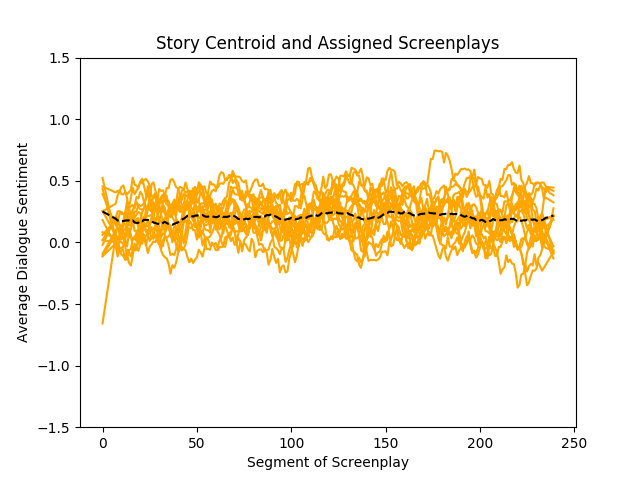 Story Centroid and Assigned Screenplays
1.5
1.0
0.5
0.0
−0.5
−1.0
−1.5
Average Dialogue Sentiment
0 50 100 150 200 250
Segment of Screenplay